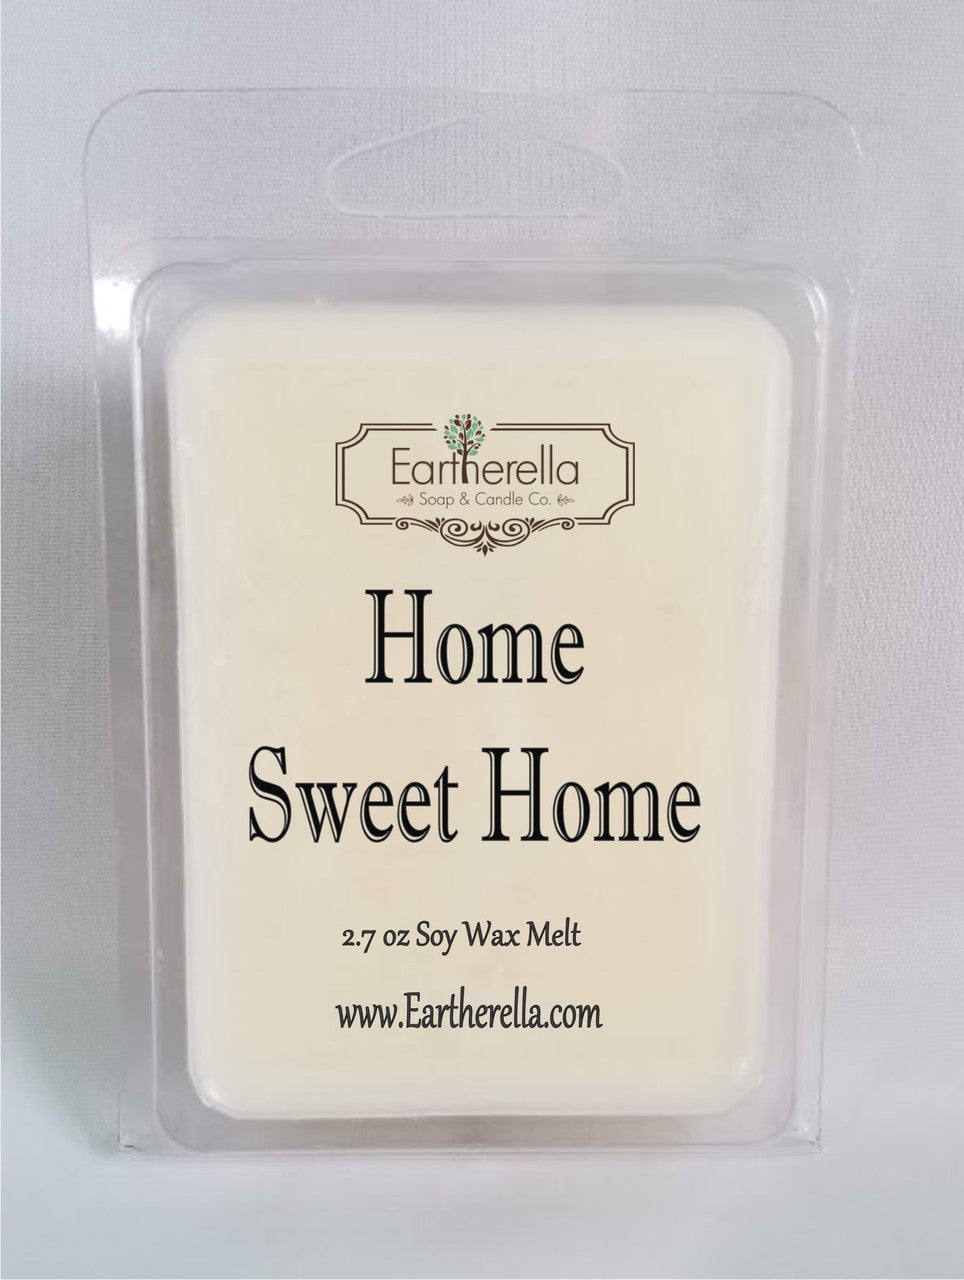 Eartherella
Soap & Candle Co.
Home
Sweet Home
2.7 oz Soy Wax Melt
www.Eartherella.com